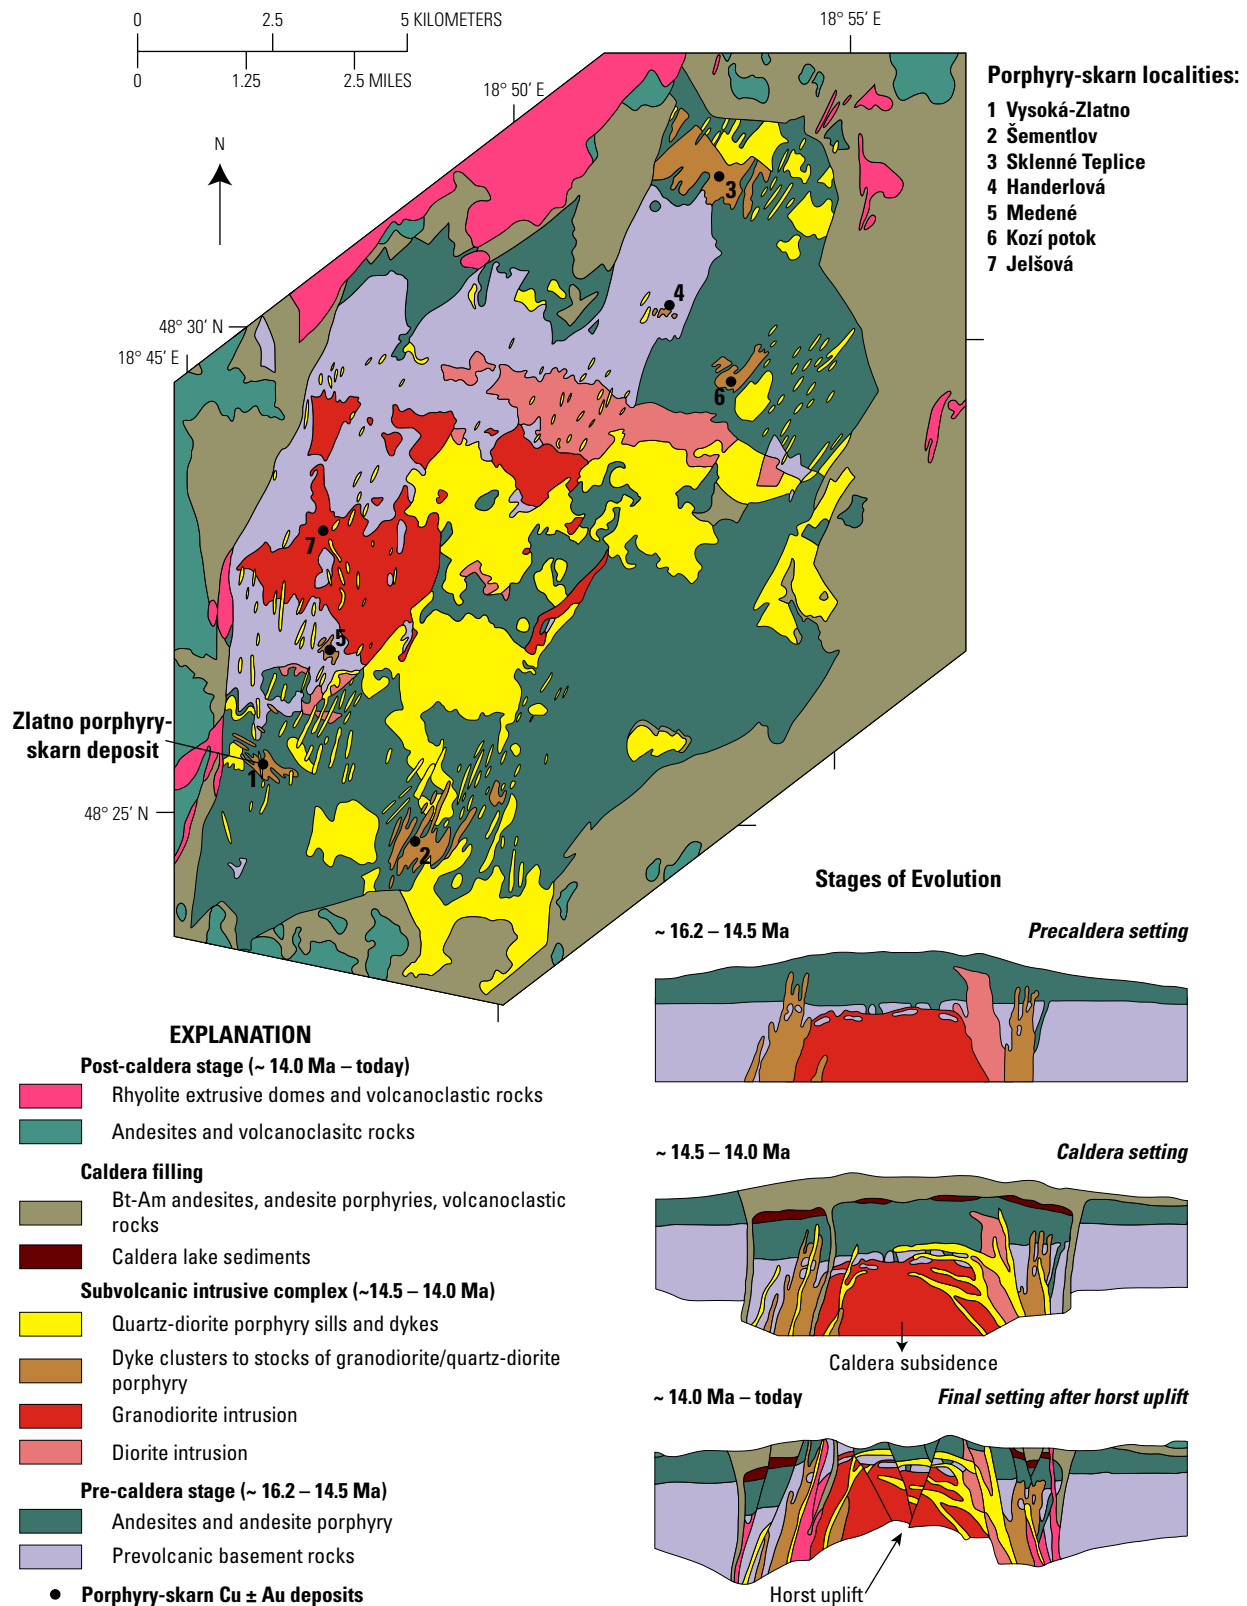 0 2.5 5 KILOMETERS
0 1.25 2.5 MILES
18° 55′ E
18° 50′ E
N
48° 30′ N
18° 45′ E
Porphyry-skarn localities:
1 Vysoká-Zlatno
2 Šementlov
3 Sklenné Teplice
4 Handerlová
5 Medené
6 Kozí potok
7 Jelšová
3
4
6
7
5
Zlatno porphyry-
skarn deposit
1
48° 25′ N
2
Stages of Evolution
~ 16.2 – 14.5 Ma Precaldera setting
~ 14.5 – 14.0 Ma Caldera setting
Caldera subsidence
~ 14.0 Ma – today Final setting after horst uplift
Horst uplift
EXPLANATION
Post-caldera stage (~ 14.0 Ma – today)
Rhyolite extrusive domes and volcanoclastic rocks
Andesites and volcanoclasitc rocks
Caldera filling
Bt-Am andesites, andesite porphyries, volcanoclastic
rocks
Caldera lake sediments
Subvolcanic intrusive complex (~14.5 – 14.0 Ma)
Quartz-diorite porphyry sills and dykes
Dyke clusters to stocks of granodiorite/quartz-diorite
porphyry
Granodiorite intrusion
Diorite intrusion
Pre-caldera stage (~ 16.2 – 14.5 Ma)
Andesites and andesite porphyry
Prevolcanic basement rocks
Porphyry-skarn Cu ± Au deposits